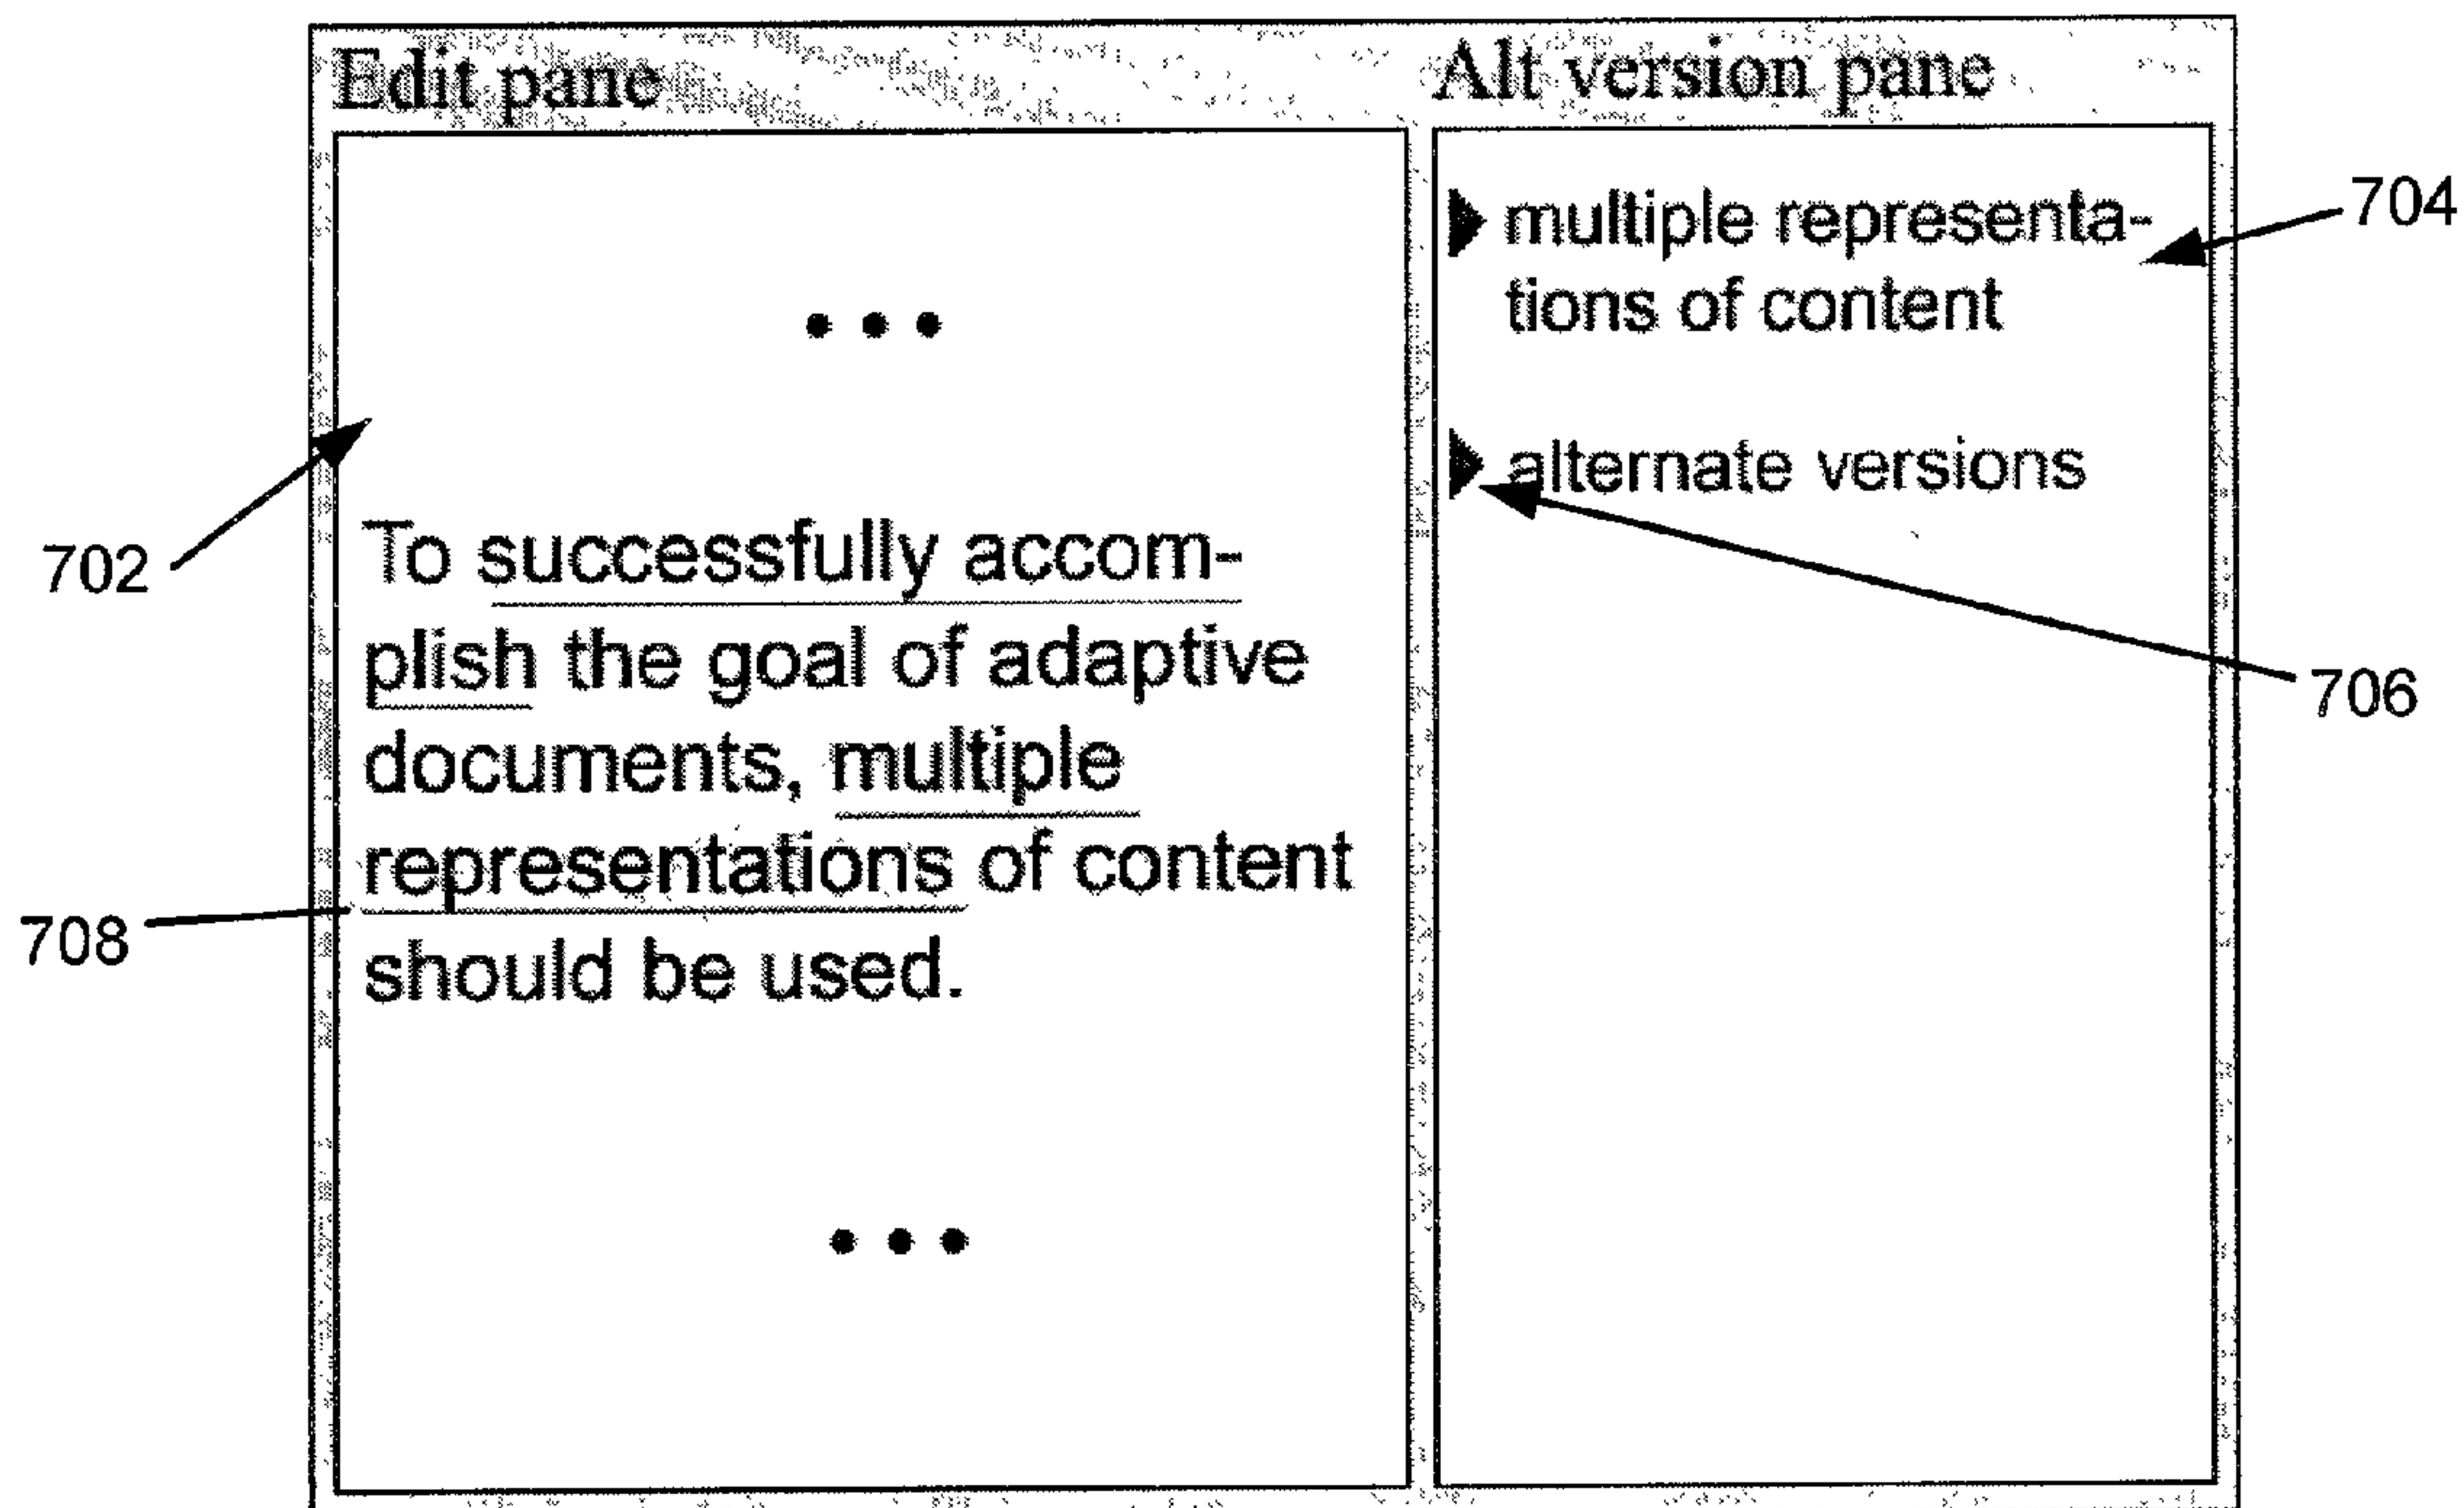 Edit pane
Alt version pane
• • •
702
To successfully accom-
plish the goal of adaptive
documents, multiple
representations of content
should be used.
708
• • •
multiple representa-
tions of content
704
alternate versions
706